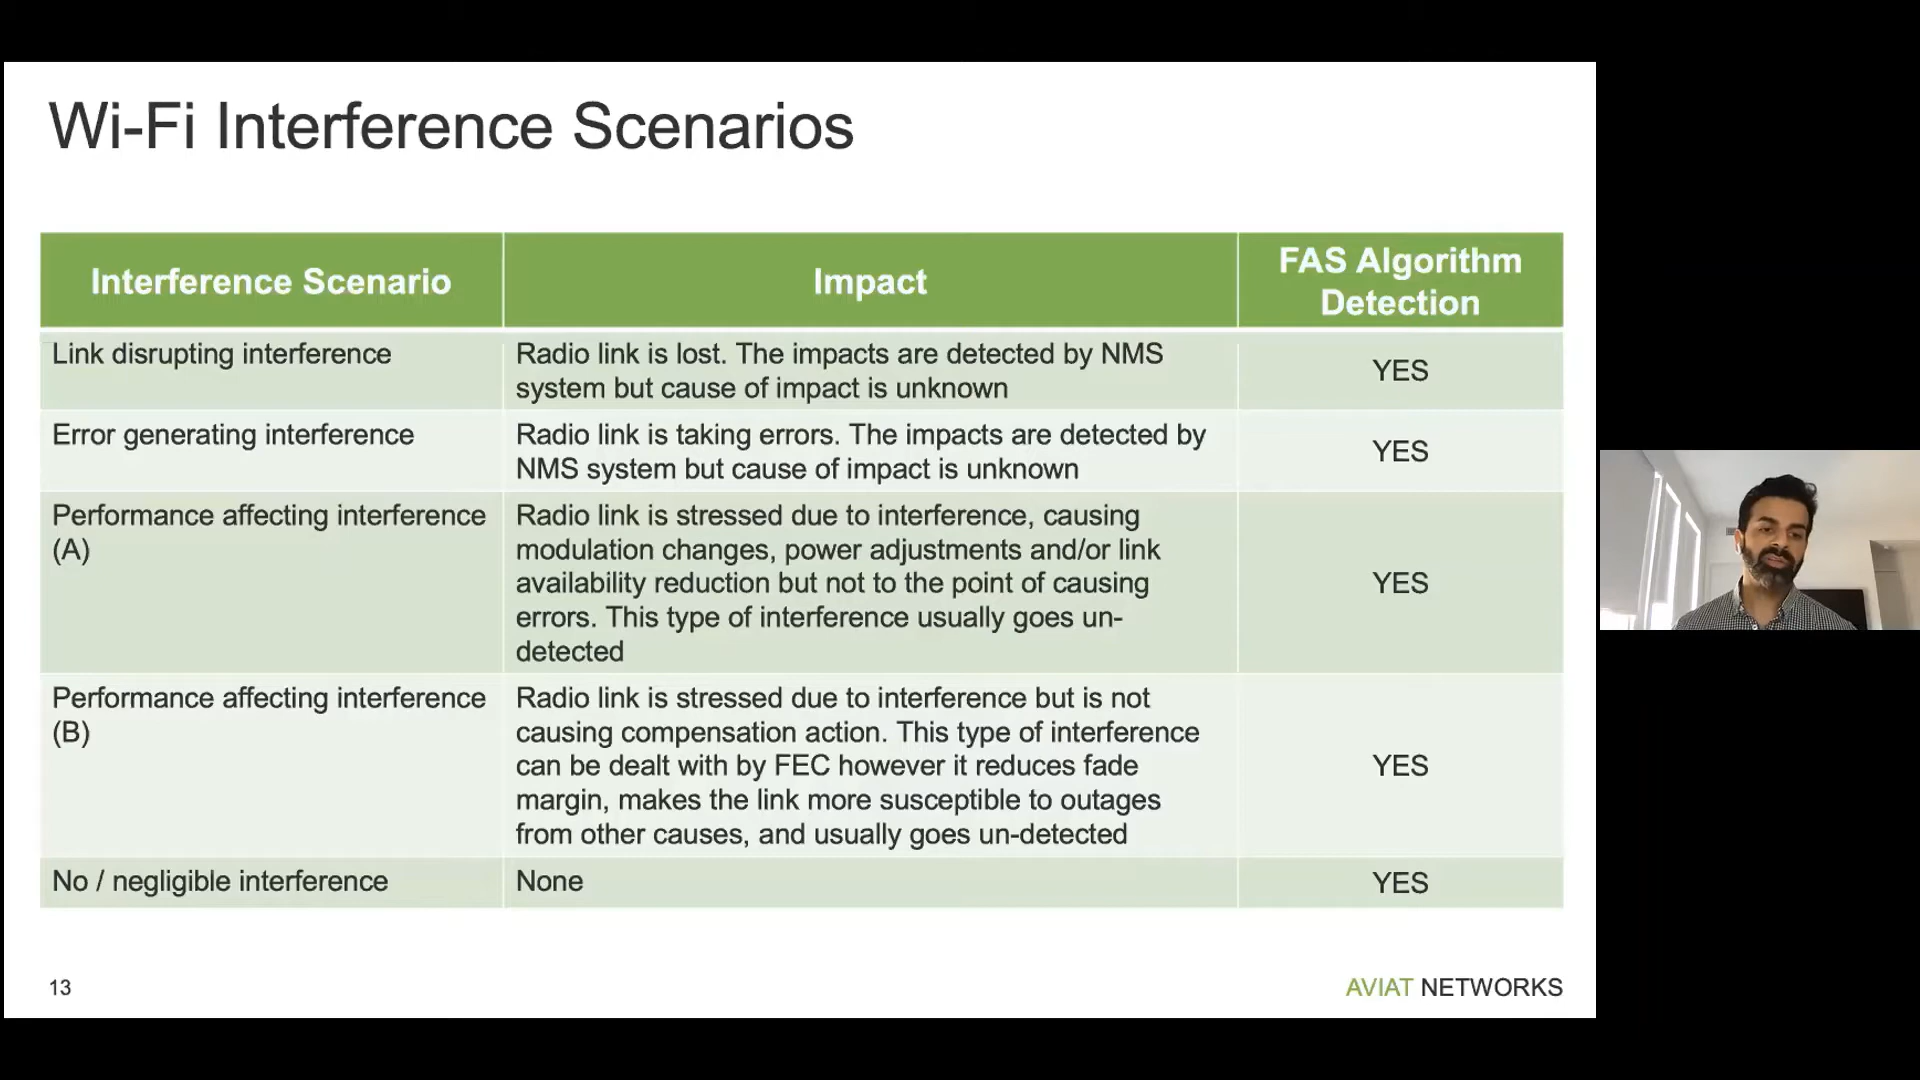 Wi-Fi Interference Scenarios
Interference Scenario
Impact
FAS Algorithm
Detection
Link disrupting interference
Radio link is lost. The impacts are detected by NMS
system but cause of impact is unknown
YES
Error generating interference
Radio link is taking errors. The impacts are detected by
NMS system but cause of impact is unknown
YES
Performance affecting interference
(A)
Radio link is stressed due to interference, causing
modulation changes, power adjustments and/or link
availability reduction but not to the point of causing
errors. This type of interference usually goes un-
detected
YES
Performance affecting interference
(B)
Radio link is stressed due to interference but is not
causing compensation action. This type of interference
can be dealt with by FEC however it reduces fade
margin, makes the link more susceptible to outages
from other causes, and usually goes un-detected
YES
No / negligible interference
None
YES
13
AVIAT NETWORKS